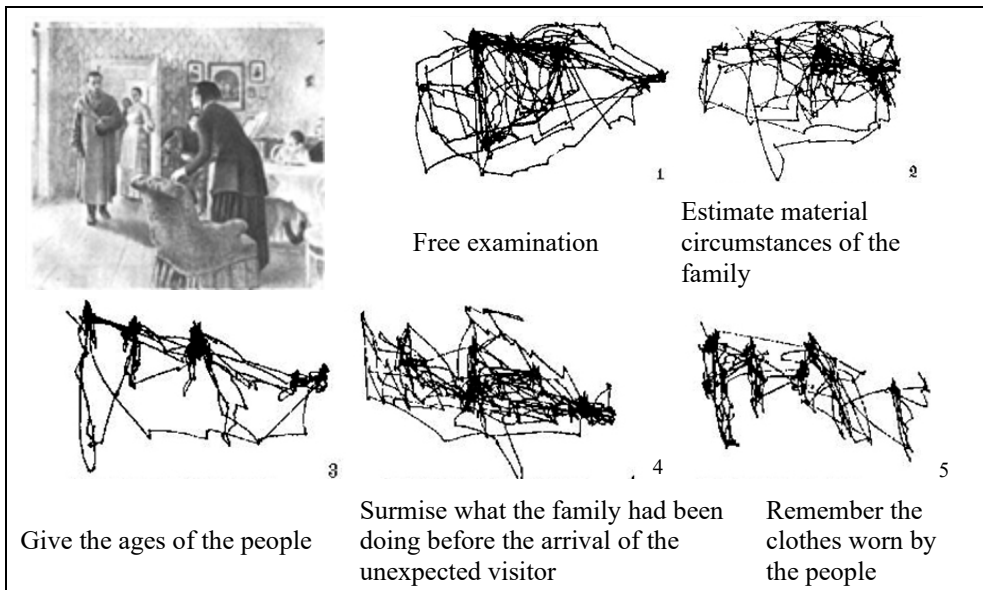 1
2
Free examination
Estimate material
circumstances of the
family
3
4
5
Give the ages of the people
Surmise what the family had been
doing before the arrival of the
unexpected visitor
Remember the
clothes worn by
the people